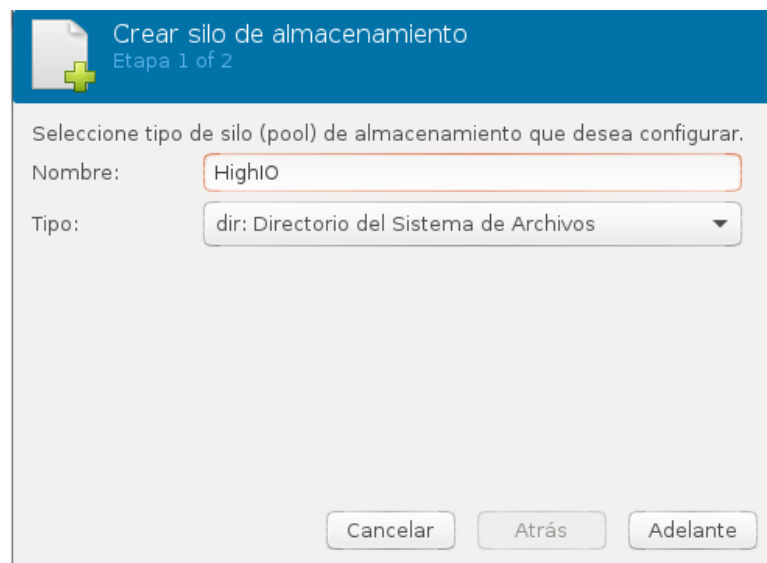 Crear silo de almacenamiento
Etapa 1 of 2
Seleccione tipo de silo (pool) de almacenamiento que desea configurar.
Nombre: HighIO
Tipo: dir: Directorio del Sistema de Archivos
Cancelar Atrás Adelante